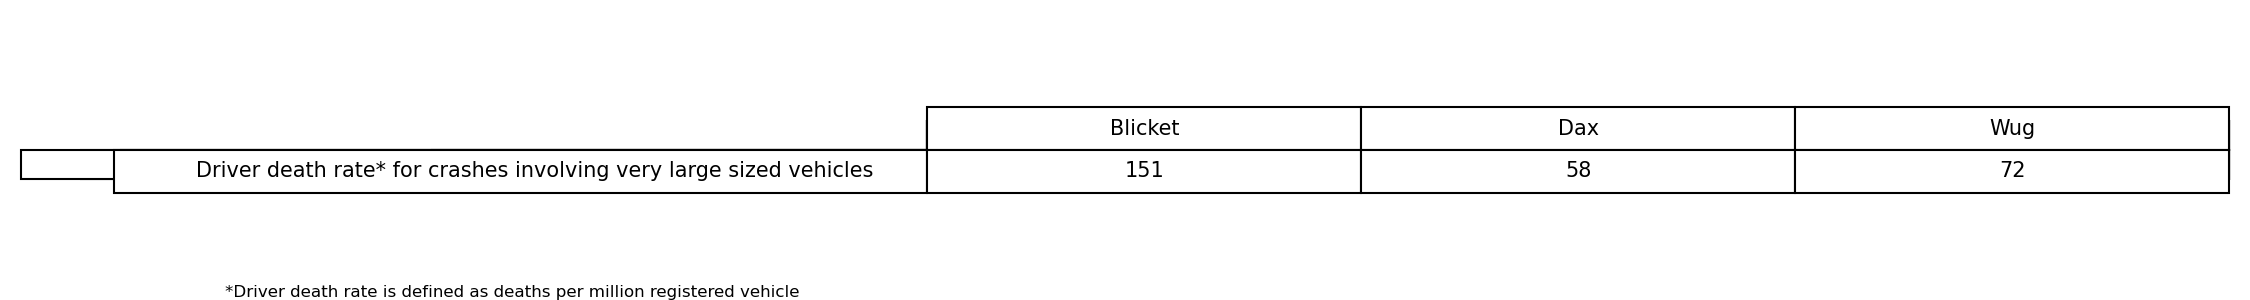 Blicket Dax Wug
Driver death rate* for crashes involving very large sized vehicles 151 58 72
*Driver death rate is defined as deaths per million registered vehicle